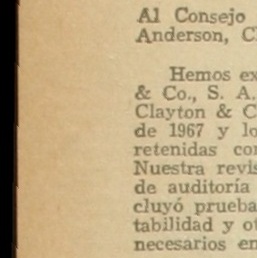 Al Consejo
Anderson, C
Hemos ex
& Co., S. A.
Clayton & C
de 1967 y lo
retenidas co
Nuestra revis
de auditoría
cluyó prueba
tabilidad y ot
necesarios en